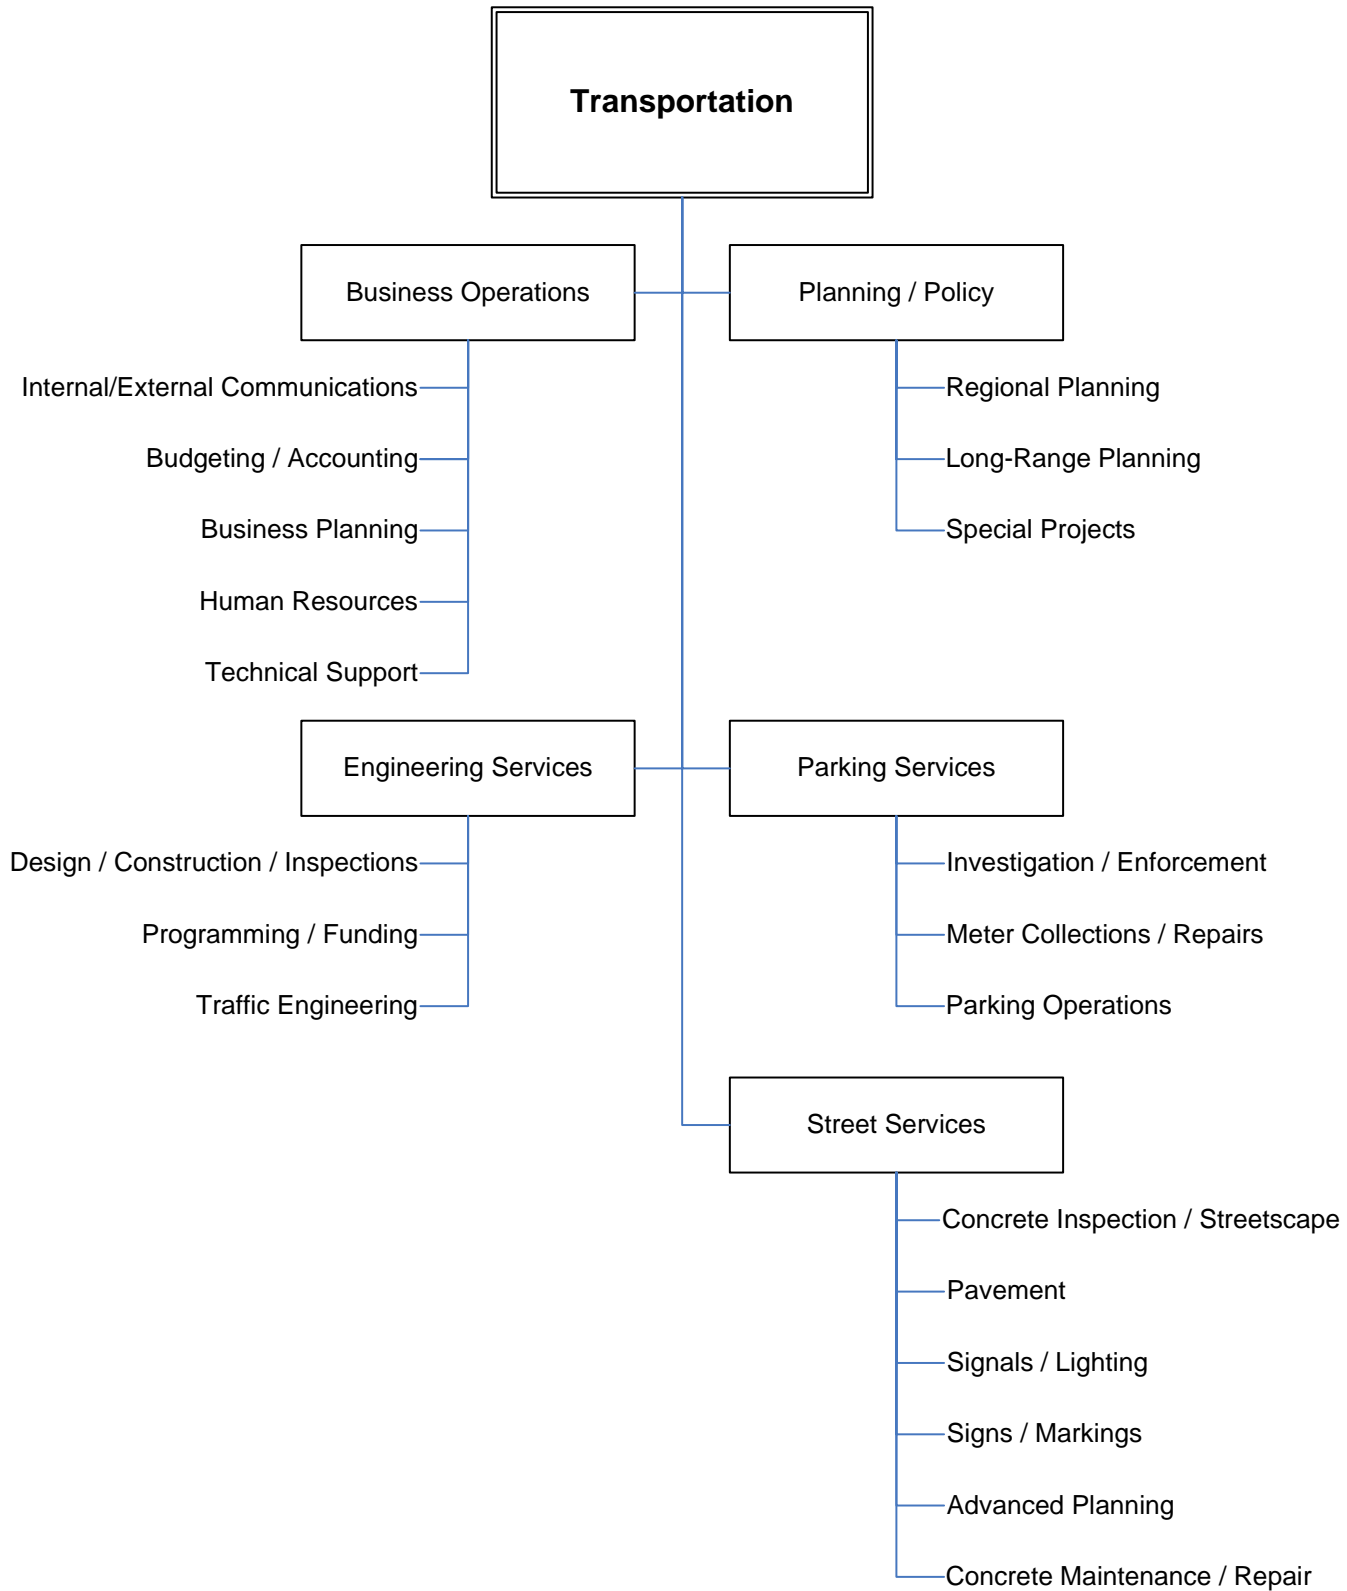 Transportation
Business Operations
Internal/External Communications
Budgeting / Accounting
Business Planning
Human Resources
Technical Support
Planning / Policy
Regional Planning
Long-Range Planning
Special Projects
Engineering Services
Design / Construction / Inspections
Programming / Funding
Traffic Engineering
Parking Services
Investigation / Enforcement
Meter Collections / Repairs
Parking Operations
Street Services
Concrete Inspection / Streetscape
Pavement
Signals / Lighting
Signs / Markings
Advanced Planning
Concrete Maintenance / Repair